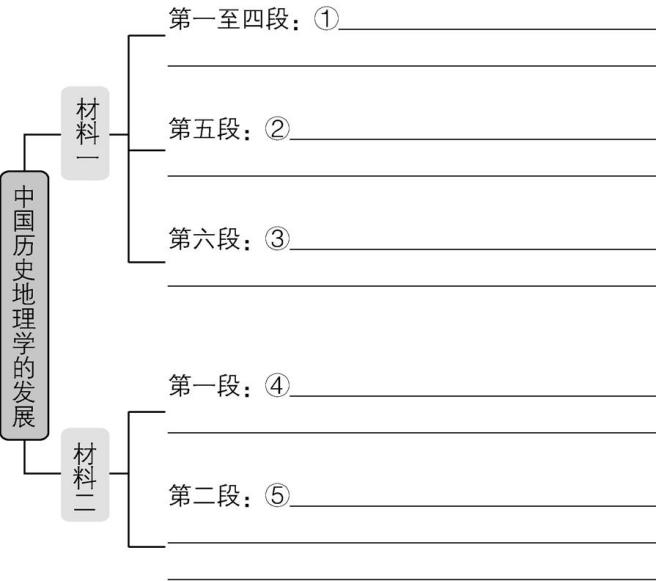 中国历史地理学的发展
材料一
第一至四段：①
第五段：②
第六段：③
材料二
第一段：④
第二段：⑤